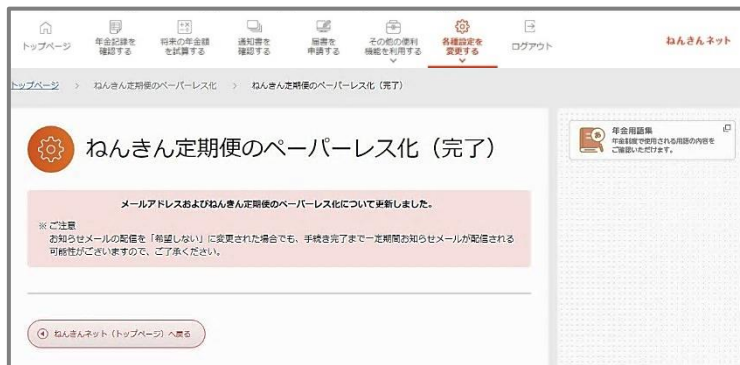 トップページ
年金記録を
確認する
将来の年金額
を試算する
通知書を
確認する
届書を
申請する
その他の便利
機能を利用する
各種設定を
変更する
ログアウト
ねんきんネット
トップページ > ねんきん定期便のペーパーレス化 > ねんきん定期便のペーパーレス化（完了）
ねんきん定期便のペーパーレス化（完了）
年金用語集
年金制度で使用される用語の内容を
ご確認いただけます。
メールアドレスおよびねんきん定期便のペーパーレス化について更新しました。
※ ご注意
お知らせメールの配信を「希望しない」に変更された場合でも、手続き完了まで一定期間お知らせメールが配信される
可能性がございますので、ご了承ください。
ねんきんネット（トップページ）へ戻る